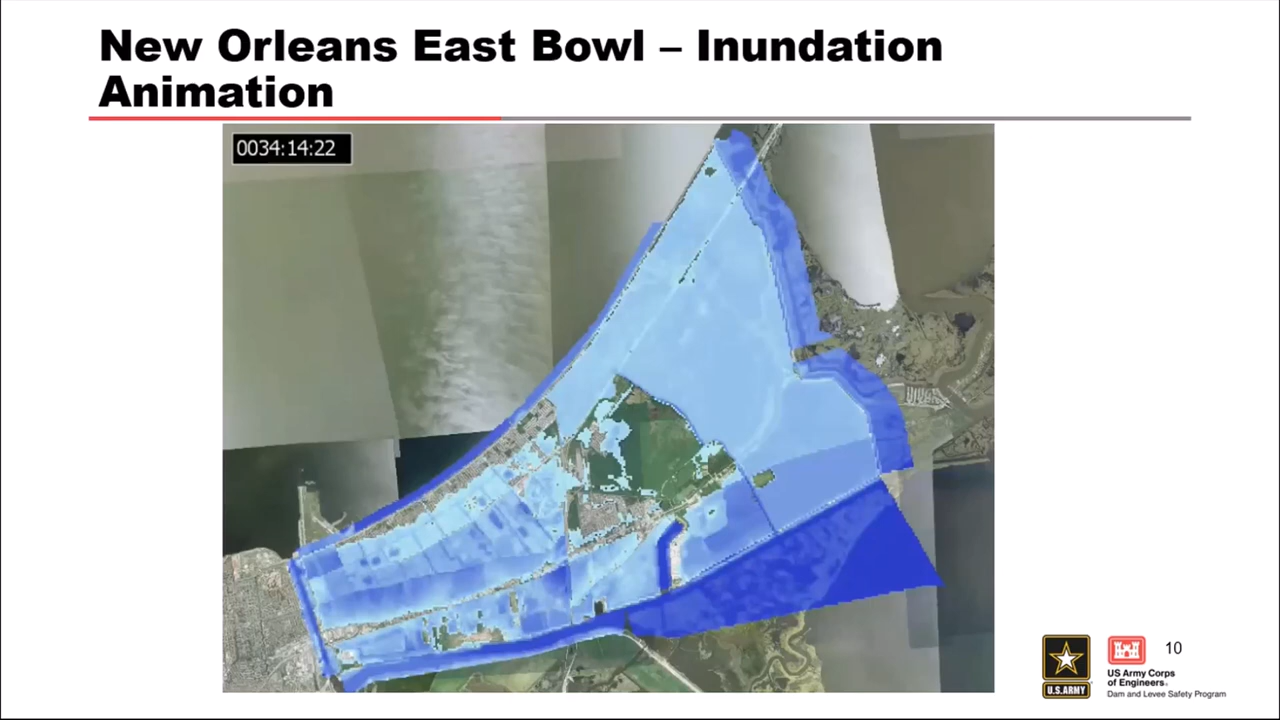 New Orleans East Bowl – Inundation
Animation
0034:14:22
U.S.ARMY
US Army Corps
of Engineers®
Dam and Levee Safety Program
10